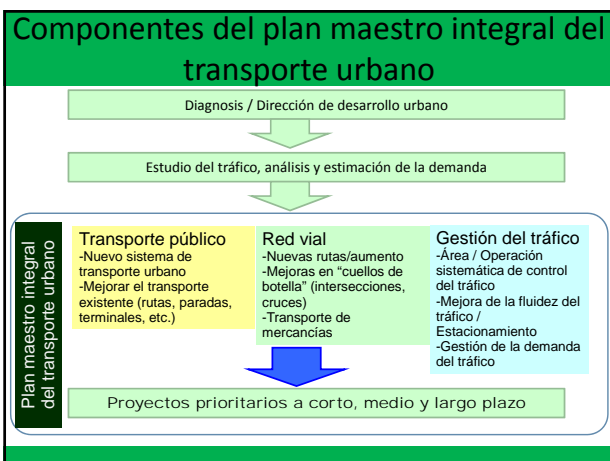 Componentes del plan maestro integral del
transporte urbano
Diagnosis / Dirección de desarrollo urbano
Estudio del tráfico, análisis y estimación de la demanda
Plan maestro integral
del transporte urbano
Transporte público
-Nuevo sistema de
transporte urbano
-Mejorar el transporte
existente (rutas, paradas,
terminales, etc.)
Red vial
-Nuevas rutas/aumento
-Mejoras en “cuellos de
botella” (intersecciones,
cruces)
-Transporte de
mercancías
Gestión del tráfico
-Área / Operación
sistemática de control
del tráfico
-Mejora de la fluidez del
tráfico /
Estacionamiento
-Gestión de la demanda
del tráfico
Proyectos prioritarios a corto, medio y largo plazo